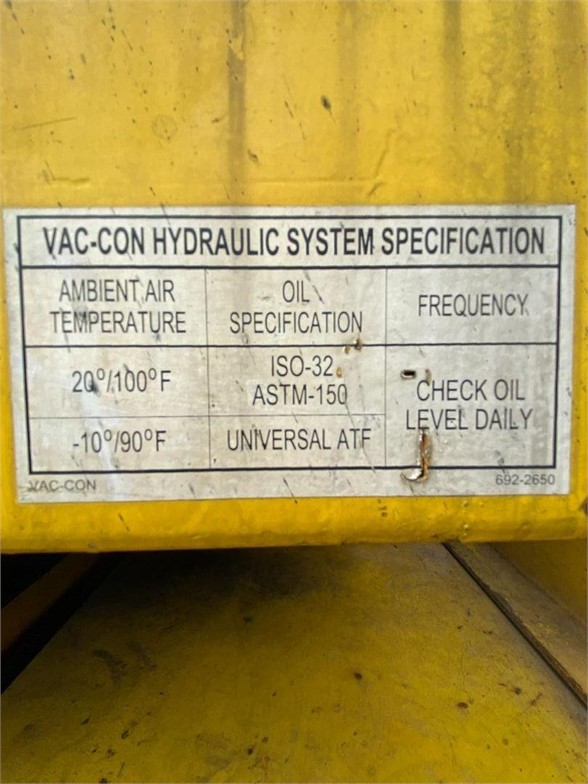 VAC-CON HYDRAULIC SYSTEM SPECIFICATION
AMBIENT AIR
TEMPERATURE
OIL
SPECIFICATION
FREQUENCY
20°/100°F
ISO-32
ASTM-150
CHECK OIL
LEVEL DAILY
-10°/90°F
UNIVERSAL ATF
VAC-CON
692-2650